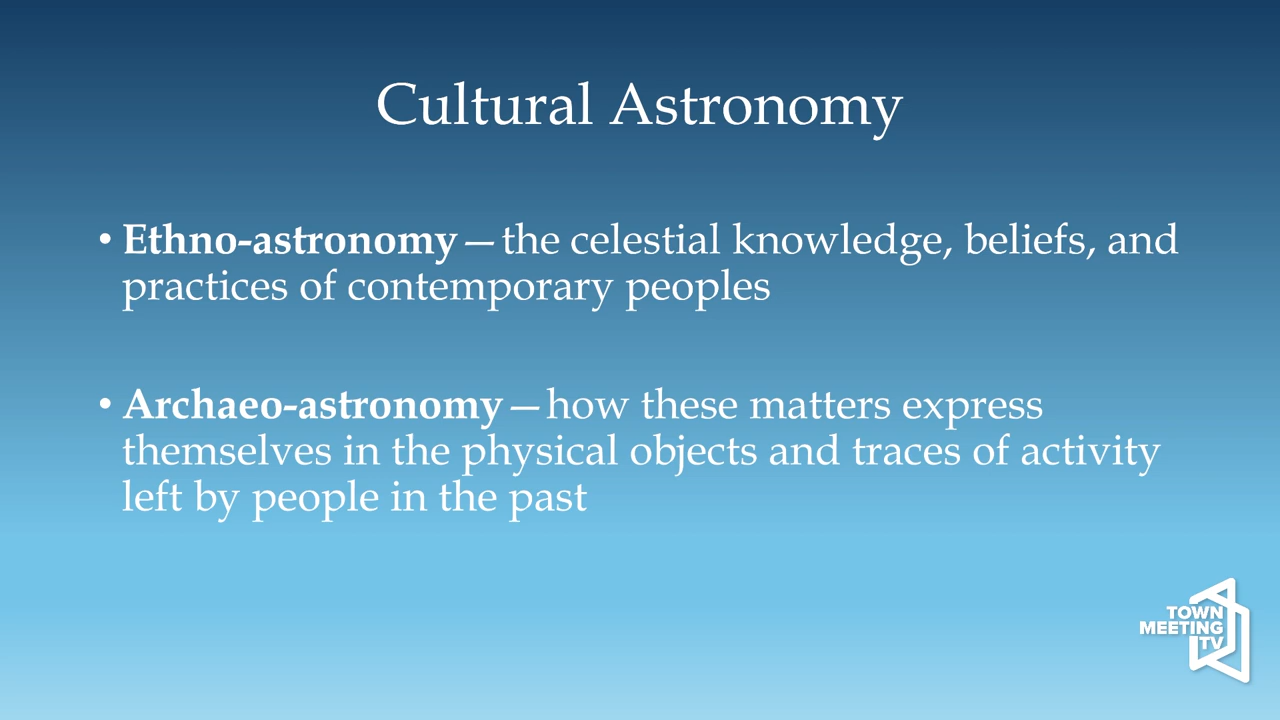 Cultural Astronomy
• Ethno-astronomy—the celestial knowledge, beliefs, and
practices of contemporary peoples
• Archaeo-astronomy—how these matters express
themselves in the physical objects and traces of activity
left by people in the past
TOWN
MEETING
TV